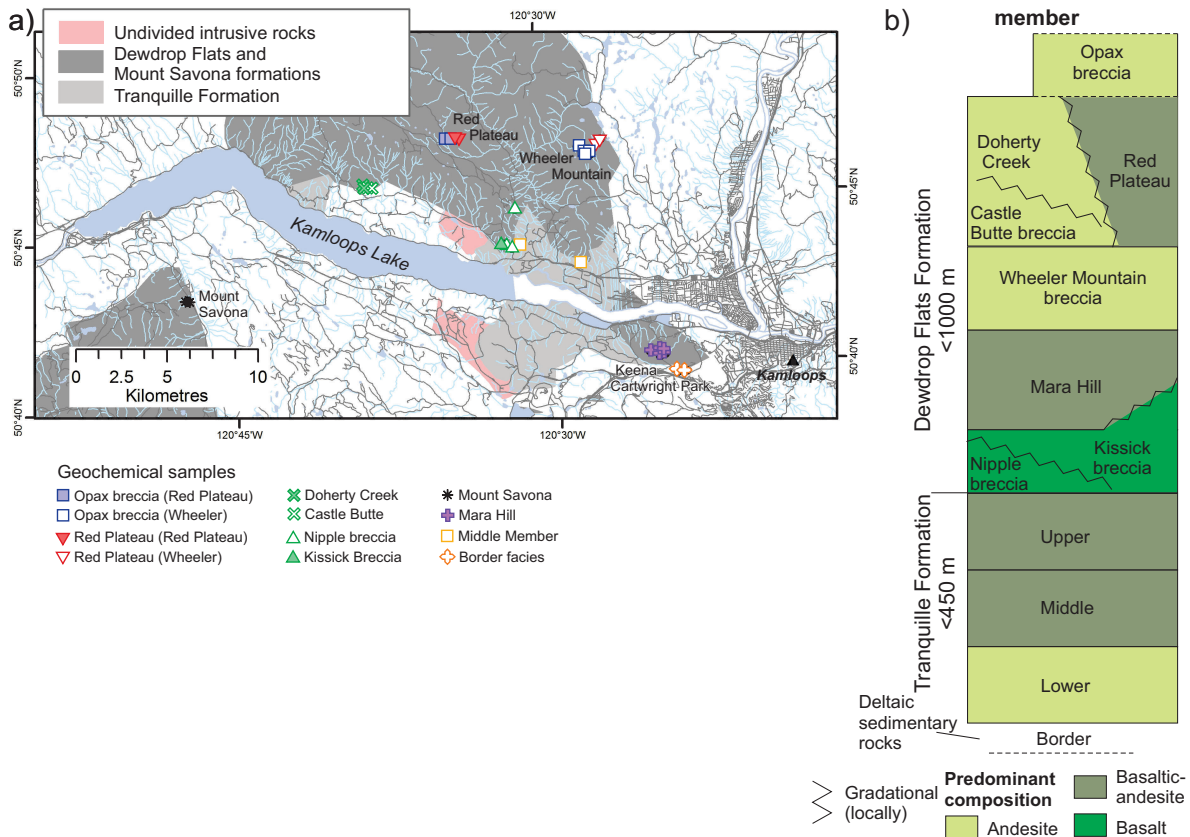 a)
Undivided intrusive rocks
Dewdrop Flats and
Mount Savona formations
Tranquille Formation
120°30'W
50°50'N
50°45'N
50°40'N
50°45'N
50°40'N
120°45'W
120°30'W
Red
Plateau
Wheeler
Mountain
Kamloops Lake
Mount
Savona
Keena
Cartwright Park
Kamloops
0 2.5 5 10
Kilometres
Geochemical samples
Opax breccia (Red Plateau)
Opax breccia (Wheeler)
Red Plateau (Red Plateau)
Red Plateau (Wheeler)
Doherty Creek
Castle Butte
Nipple breccia
Kissick Breccia
Mount Savona
Mara Hill
Middle Member
Border facies
b)
member
Opax
breccia
Doherty
Creek
Red
Plateau
Castle
Butte breccia
Wheeler Mountain
breccia
Mara Hill
Kissick
breccia
Nipple
breccia
Upper
Middle
Lower
Border
Dewdrop Flats Formation
<1000 m
Tranquille Formation
<450 m
Deltaic
sedimentary
rocks
Gradational
(locally)
Predominant
composition
Andesite
Basaltic-
andesite
Basalt